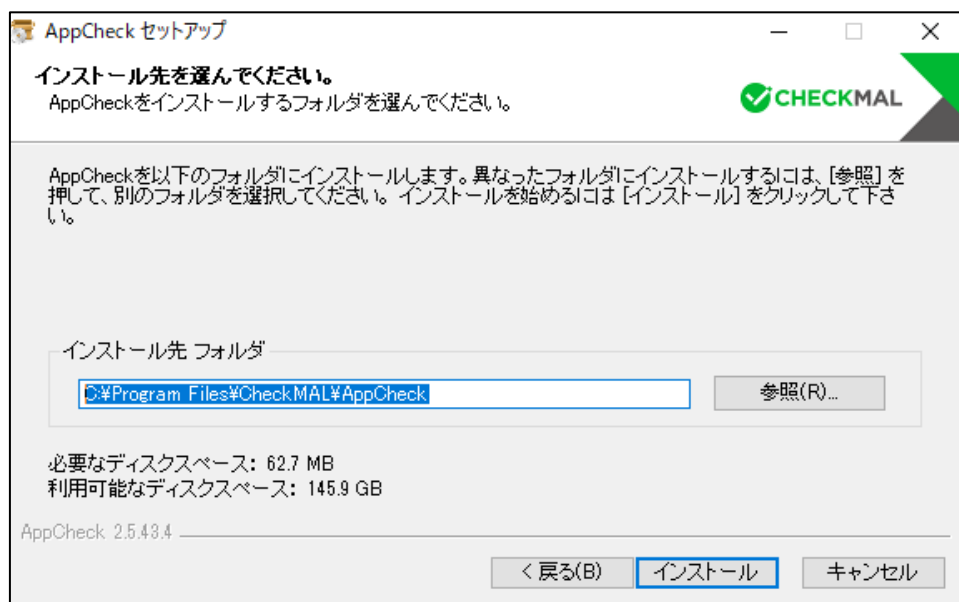 AppCheck セットアップ
インストール先を選んでください。
AppCheckをインストールするフォルダを選んでください。
CHECKMAL
AppCheckを以下のフォルダにインストールします。異なったフォルダにインストールするには、[参照] を
押して、別のフォルダを選択してください。インストールを始めるには [インストール] をクリックして下さ
い。
インストール先 フォルダ
C:¥Program Files¥CheckMAL¥AppCheck
参照(R)...
必要なディスクスペース: 62.7 MB
利用可能なディスクスペース: 145.9 GB
AppCheck 2.5.43.4
< 戻る(B)
インストール
キャンセル